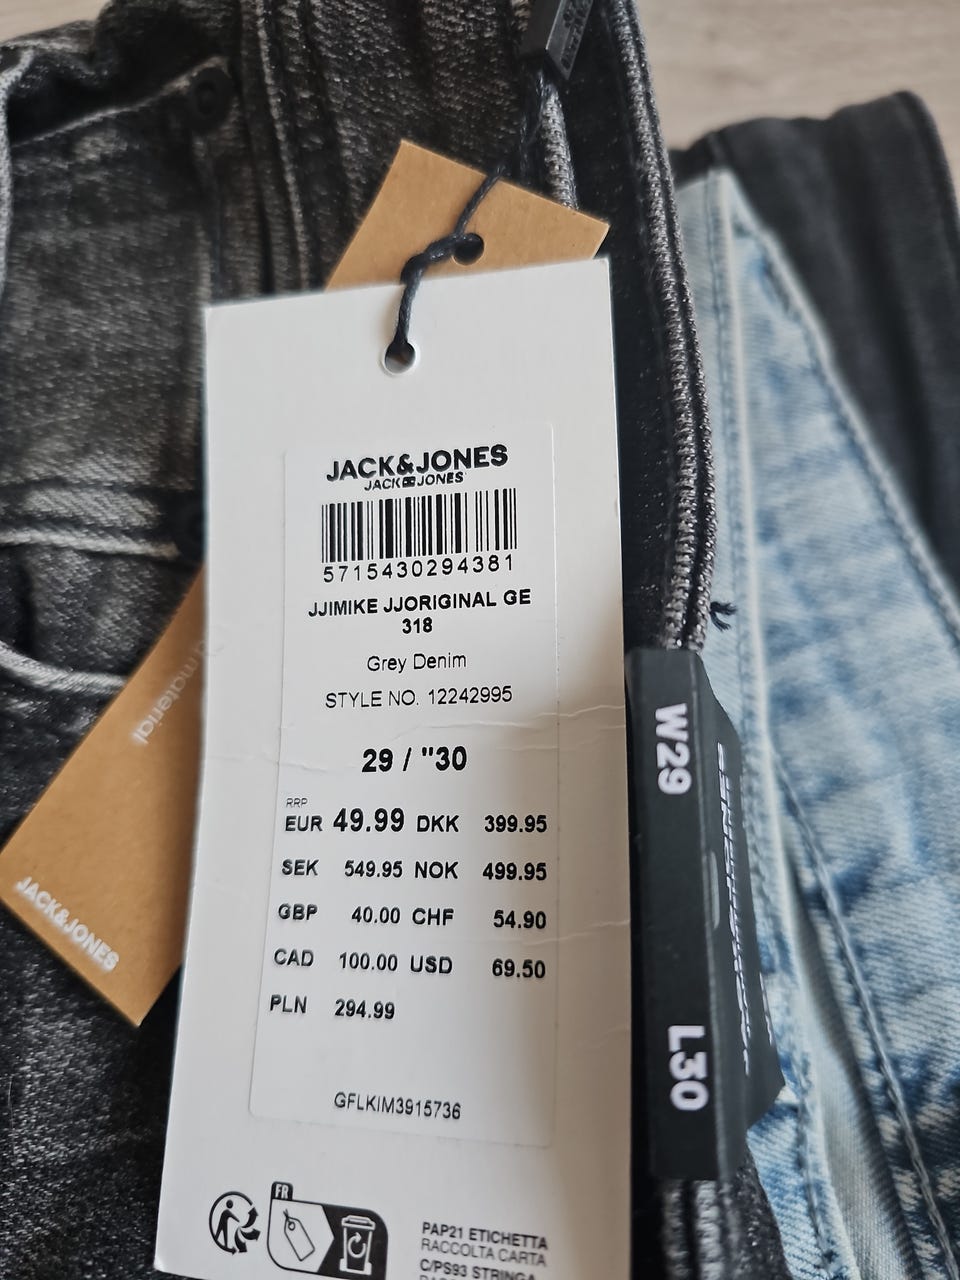 JACK&JONES
JACK&JONES
5715430294381
JJIMIKE JJORIGINAL GE
318
Grey Denim
STYLE NO. 12242995
29 / "30
RRP
EUR 49.99 DKK 399.95
SEK 549.95 NOK 499.95
GBP 40.00 CHF 54.90
CAD 100.00 USD 69.50
PLN 294.99
GFLKIM3915736
FR
PAP21 ETICHETTA
RACCOLTA CARTA
C/PS93 STRINGA
material
JACK&JONES
W29
L30